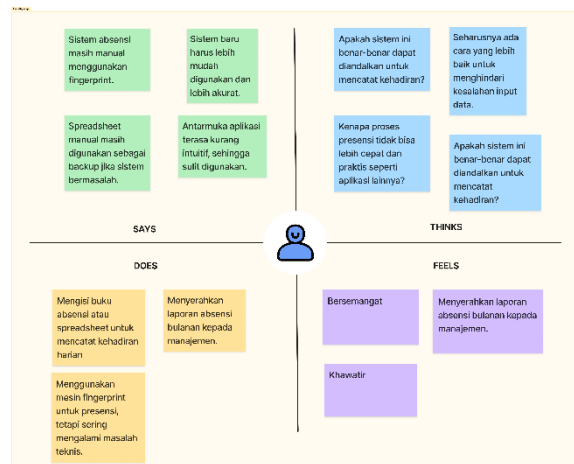 Sistem absensi
masih manual
menggunakan
fingerprint.
Sistem baru
harus lebih
mudah
digunakan dan
lebih akurat.
Spreadsheet
manual masih
digunakan sebagai
backup jika sistem
bermasalah.
Antarmuka aplikasi
terasa kurang
intuitif, sehingga
sulit digunakan.
SAYS
Apakah sistem ini
benar-benar dapat
diandalkan untuk
mencatat kehadiran?
Seharusnya ada
cara yang lebih
baik untuk
menghindari
kesalahan input
data.
Kenapa proses
presensi tidak bisa
lebih cepat dan
praktis seperti
aplikasi lainnya?
Apakah sistem ini
benar-benar dapat
diandalkan untuk
mencatat
kehadiran?
THINKS
DOES
Mengisi buku
absensi atau
spreadsheet untuk
mencatat kehadiran
harian
Menyerahkan
laporan absensi
bulanan kepada
manajemen.
Menggunakan
mesin fingerprint
untuk presensi,
tetapi sering
mengalami masalah
teknis.
FEELS
Bersemangat
Menyerahkan laporan
absensi bulanan kepada
manajemen.
Khawatir